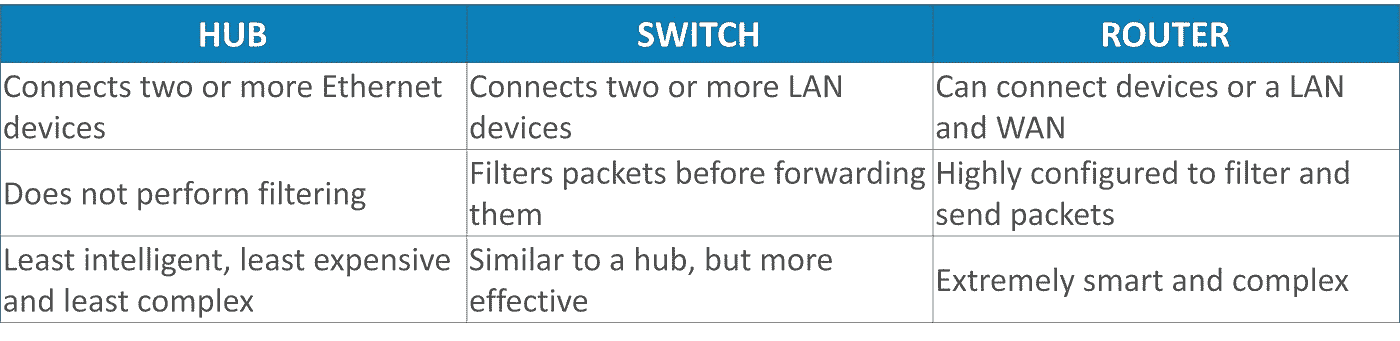 HUB
SWITCH
ROUTER
Connects two or more Ethernet
devices
Connects two or more LAN
devices
Can connect devices or a LAN
and WAN
Does not perform filtering
Filters packets before forwarding
them
Highly configured to filter and
send packets
Least intelligent, least expensive
and least complex
Similar to a hub, but more
effective
Extremely smart and complex